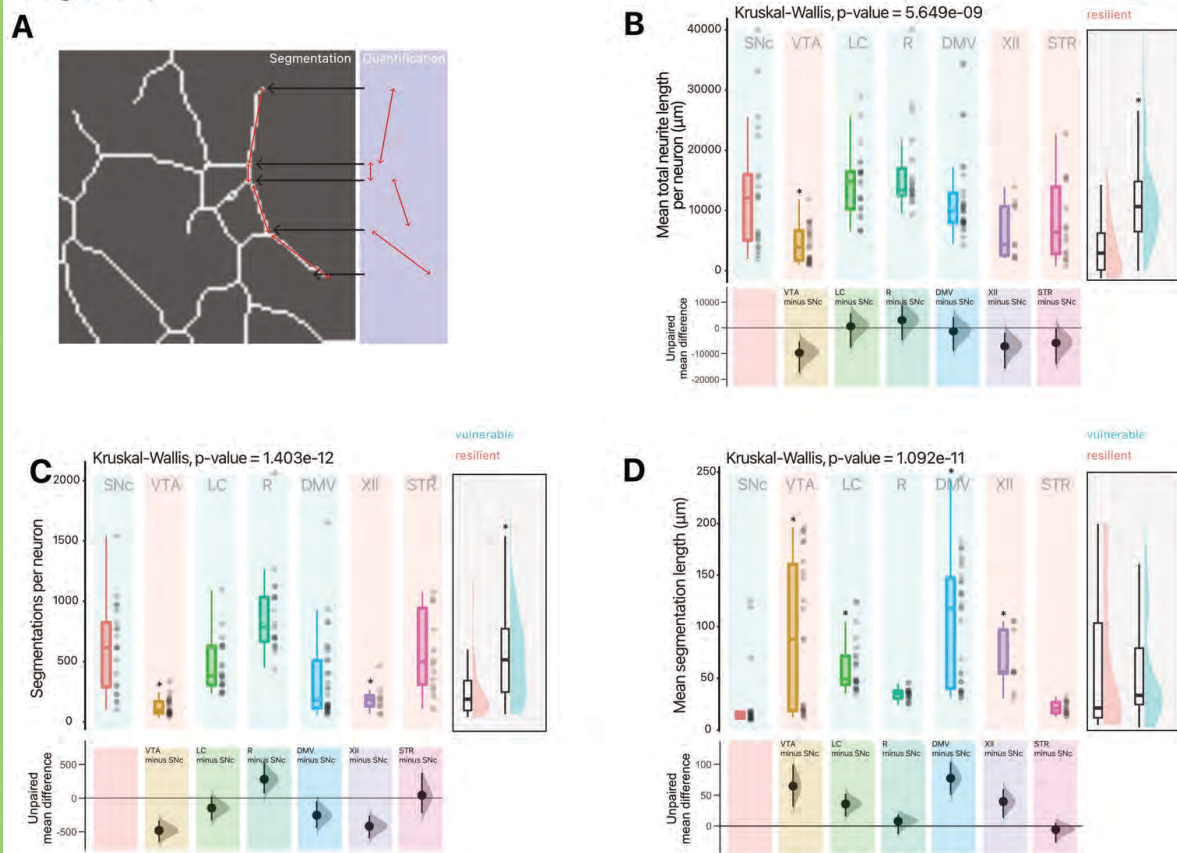 A
Segmentation
Quantification
B
Kruskal-Wallis, p-value = 5.649e-09
resilient
Mean total neurite length
per neuron (μm)
40000
30000
20000
10000
0
SNc VTA LC R DMV XII STR
*
*
Unpaired
mean difference
10000
0
-10000
-20000
VTA
minus SNc
LC
minus SNc
R
minus SNc
DMV
minus SNc
XII
minus SNc
STR
minus SNc
C
Kruskal-Wallis, p-value = 1.403e-12
vulnerable
resilient
Segmentations per neuron
2000
1500
1000
500
0
SNc VTA LC R DMV XII STR
*
*
*
Unpaired
mean difference
500
0
-500
VTA
minus SNc
LC
minus SNc
R
minus SNc
DMV
minus SNc
XII
minus SNc
STR
minus SNc
D
Kruskal-Wallis, p-value = 1.092e-11
vulnerable
resilient
Mean segmentation length (μm)
250
200
150
100
50
0
SNc VTA LC R DMV XII STR
*
*
*
*
Unpaired
mean difference
100
50
0
VTA
minus SNc
LC
minus SNc
R
minus SNc
DMV
minus SNc
XII
minus SNc
STR
minus SNc